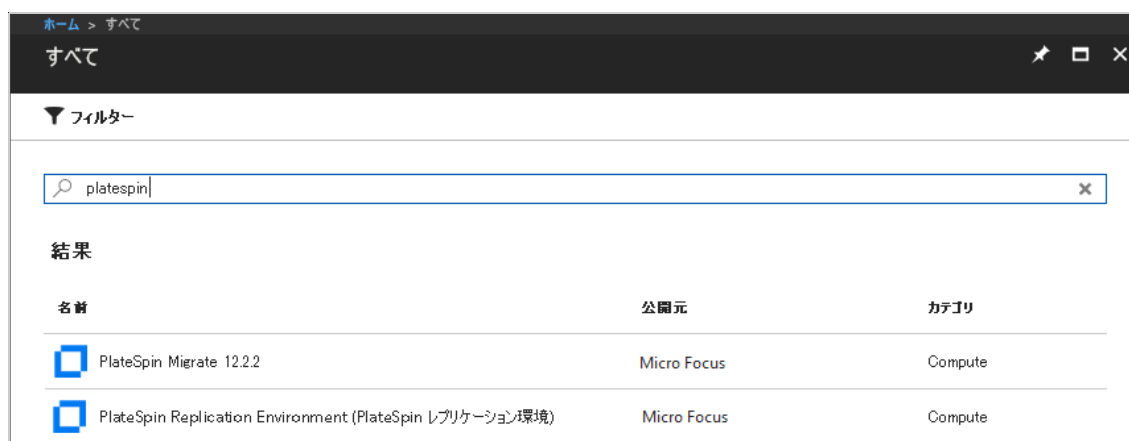 ホーム > すべて
すべて
フィルター
platespin
結果
名前 公開元 カテゴリ
PlateSpin Migrate 12.2.2 Micro Focus Compute
PlateSpin Replication Environment (PlateSpin レプリケーション環境) Micro Focus Compute